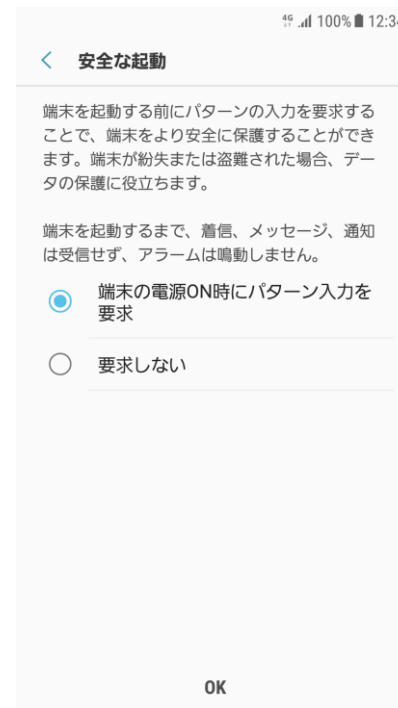 4G 100% 12:34
安全な起動
端末を起動する前にパターンの入力を要求する
ことで、端末をより安全に保護することができ
ます。端末が紛失または盗難された場合、デー
タの保護に役立ちます。
端末を起動するまで、着信、メッセージ、通知
は受信せず、アラームは鳴動しません。
端末の電源ON時にパターン入力を
要求
要求しない
OK